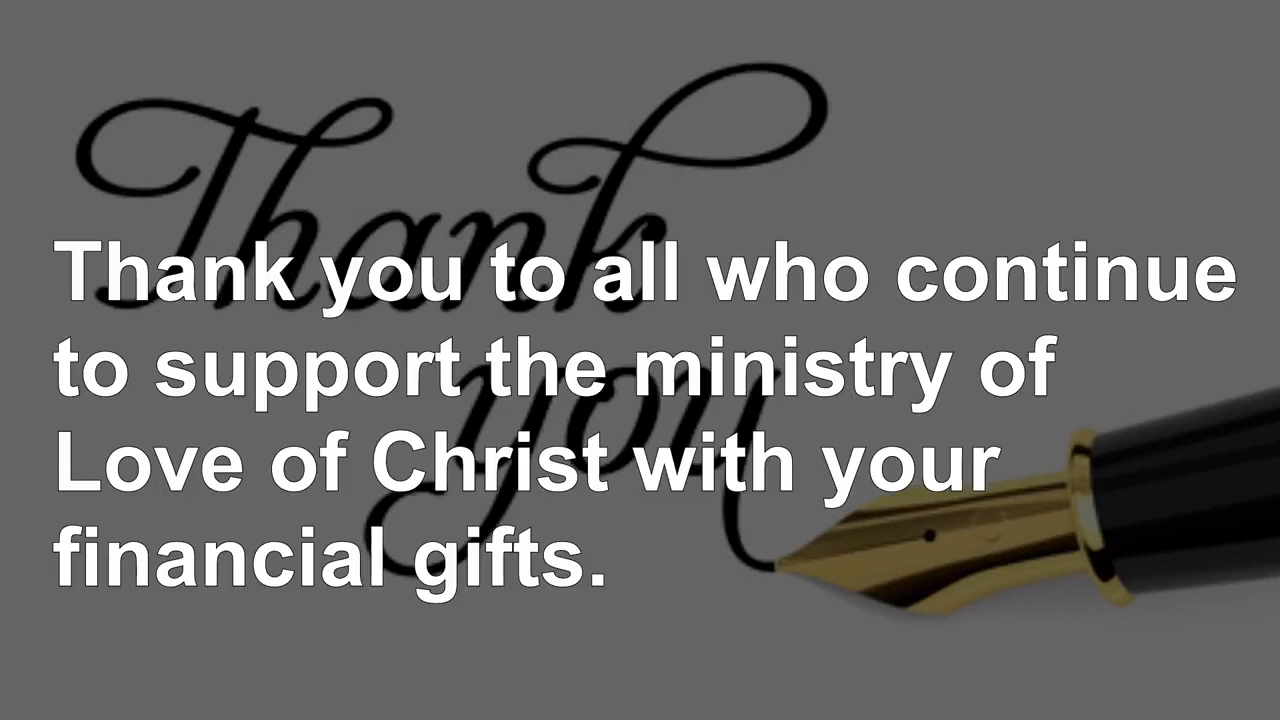 Thank
you
Thank you to all who continue
to support the ministry of
Love of Christ with your
financial gifts.